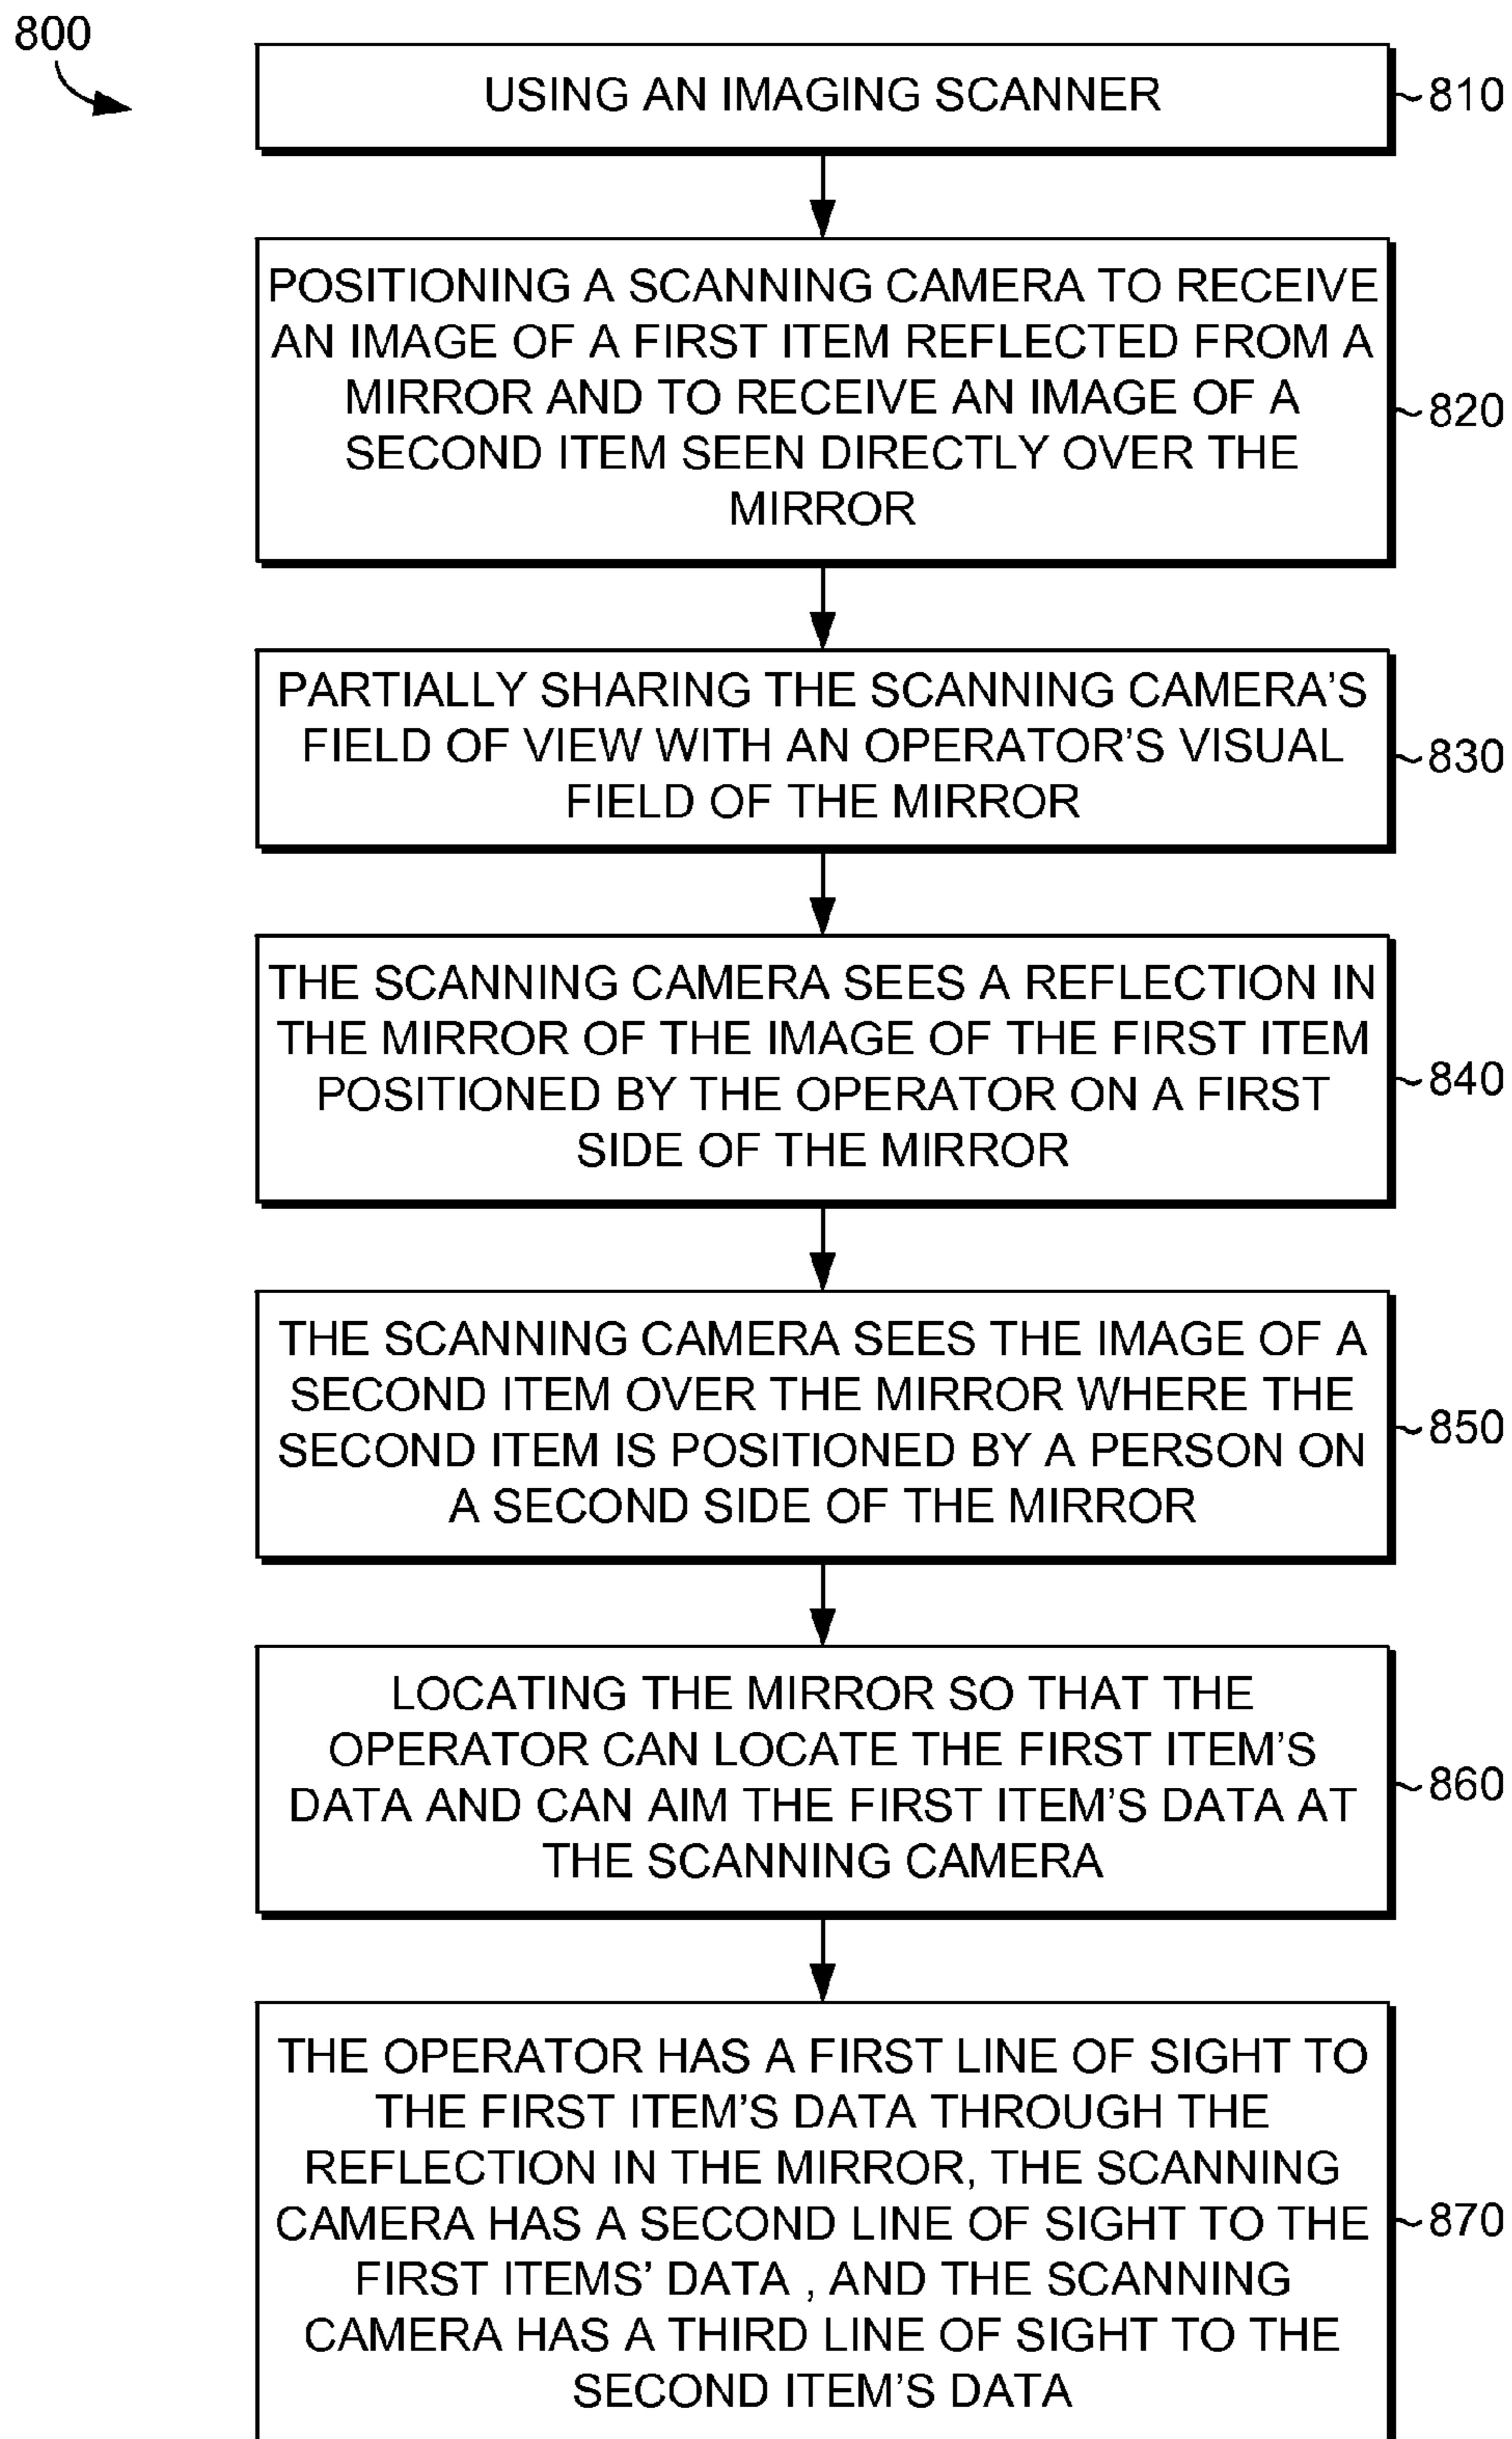 800
USING AN IMAGING SCANNER
810
POSITIONING A SCANNING CAMERA TO RECEIVE
AN IMAGE OF A FIRST ITEM REFLECTED FROM A
MIRROR AND TO RECEIVE AN IMAGE OF A
SECOND ITEM SEEN DIRECTLY OVER THE
MIRROR
820
PARTIALLY SHARING THE SCANNING CAMERA'S
FIELD OF VIEW WITH AN OPERATOR'S VISUAL
FIELD OF THE MIRROR
830
THE SCANNING CAMERA SEES A REFLECTION IN
THE MIRROR OF THE IMAGE OF THE FIRST ITEM
POSITIONED BY THE OPERATOR ON A FIRST
SIDE OF THE MIRROR
840
THE SCANNING CAMERA SEES THE IMAGE OF A
SECOND ITEM OVER THE MIRROR WHERE THE
SECOND ITEM IS POSITIONED BY A PERSON ON
A SECOND SIDE OF THE MIRROR
850
LOCATING THE MIRROR SO THAT THE
OPERATOR CAN LOCATE THE FIRST ITEM'S
DATA AND CAN AIM THE FIRST ITEM'S DATA AT
THE SCANNING CAMERA
860
THE OPERATOR HAS A FIRST LINE OF SIGHT TO
THE FIRST ITEM'S DATA THROUGH THE
REFLECTION IN THE MIRROR, THE SCANNING
CAMERA HAS A SECOND LINE OF SIGHT TO THE
FIRST ITEMS' DATA , AND THE SCANNING
CAMERA HAS A THIRD LINE OF SIGHT TO THE
SECOND ITEM'S DATA
870